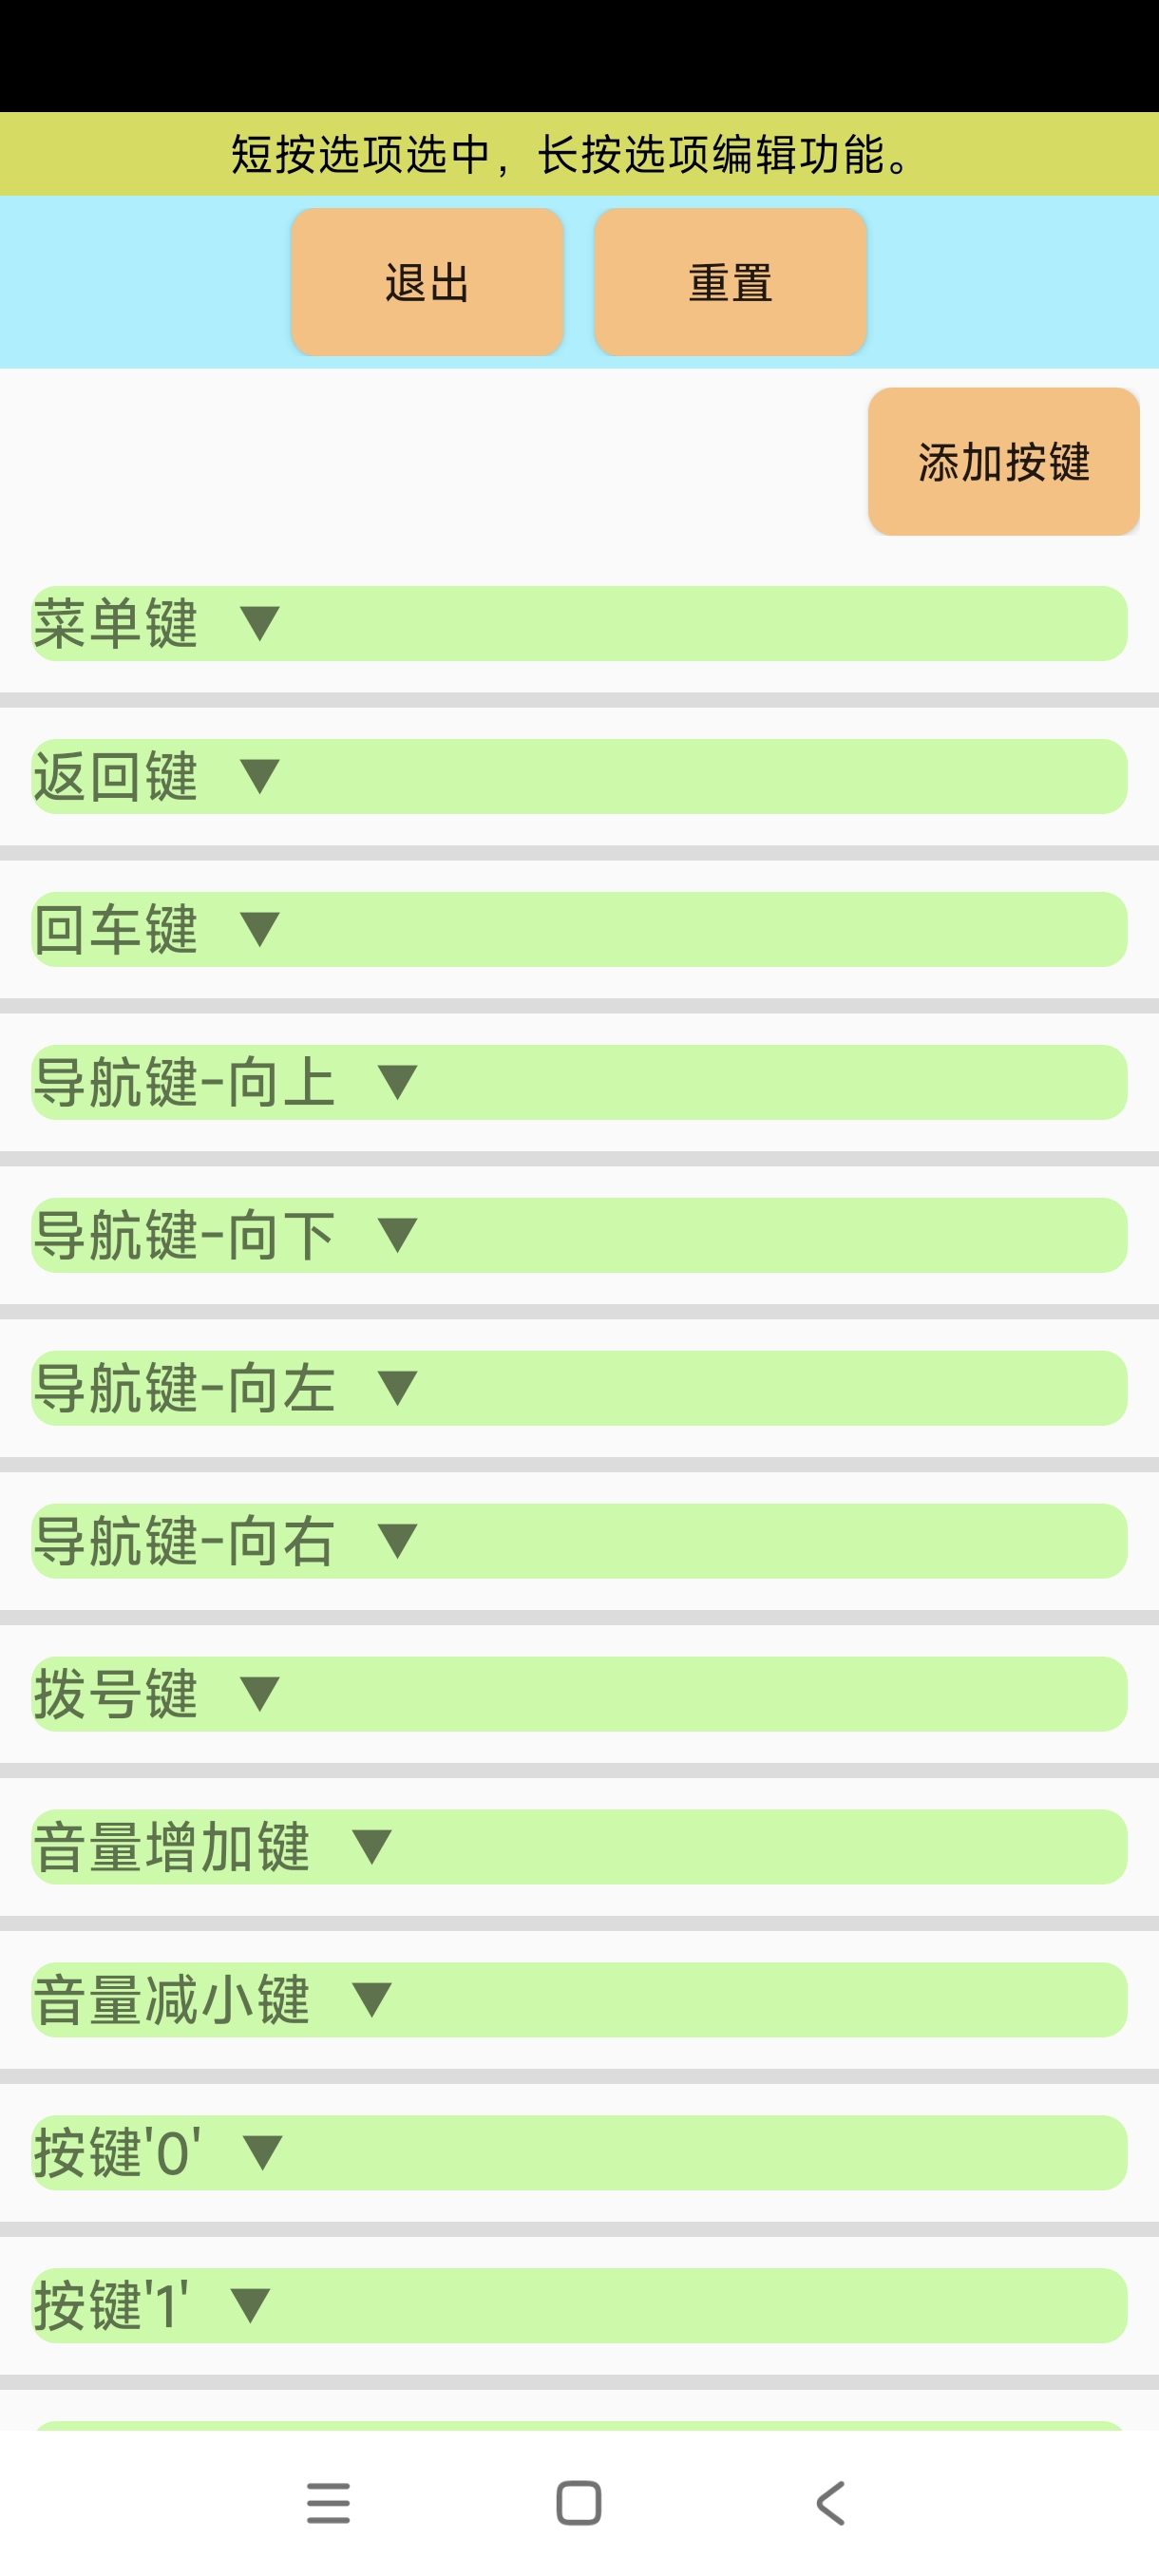 短按选项选中，长按选项编辑功能。
退出 重置
添加按键
菜单键 ▼
返回键 ▼
回车键 ▼
导航键-向上 ▼
导航键-向下 ▼
导航键-向左 ▼
导航键-向右 ▼
拨号键 ▼
音量增加键 ▼
音量减小键 ▼
按键'0' ▼
按键'1' ▼